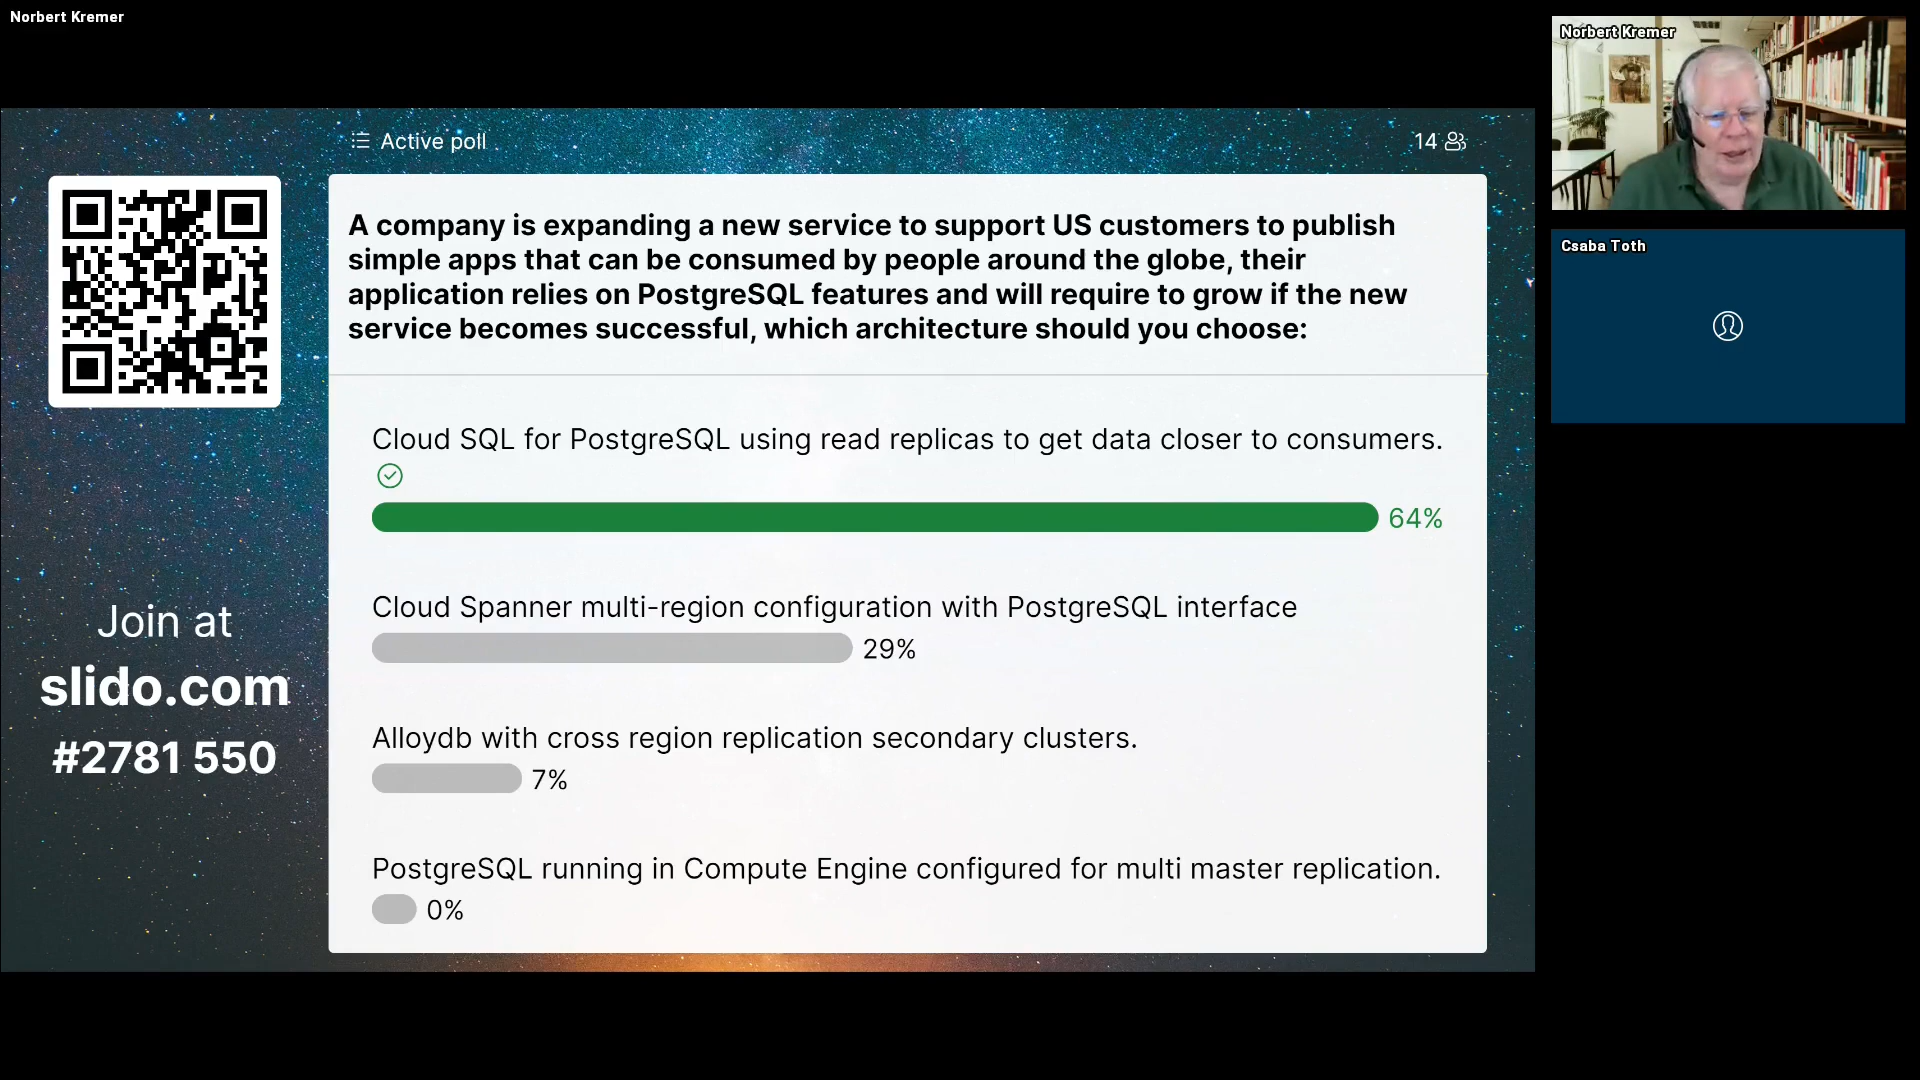 Norbert Kremer
Norbert Kremer
Csaba Toth
Active poll
14
A company is expanding a new service to support US customers to publish
simple apps that can be consumed by people around the globe, their
application relies on PostgreSQL features and will require to grow if the new
service becomes successful, which architecture should you choose:
Cloud SQL for PostgreSQL using read replicas to get data closer to consumers.
64%
Cloud Spanner multi-region configuration with PostgreSQL interface
29%
Alloydb with cross region replication secondary clusters.
7%
PostgreSQL running in Compute Engine configured for multi master replication.
0%
Join at
slido.com
#2781 550